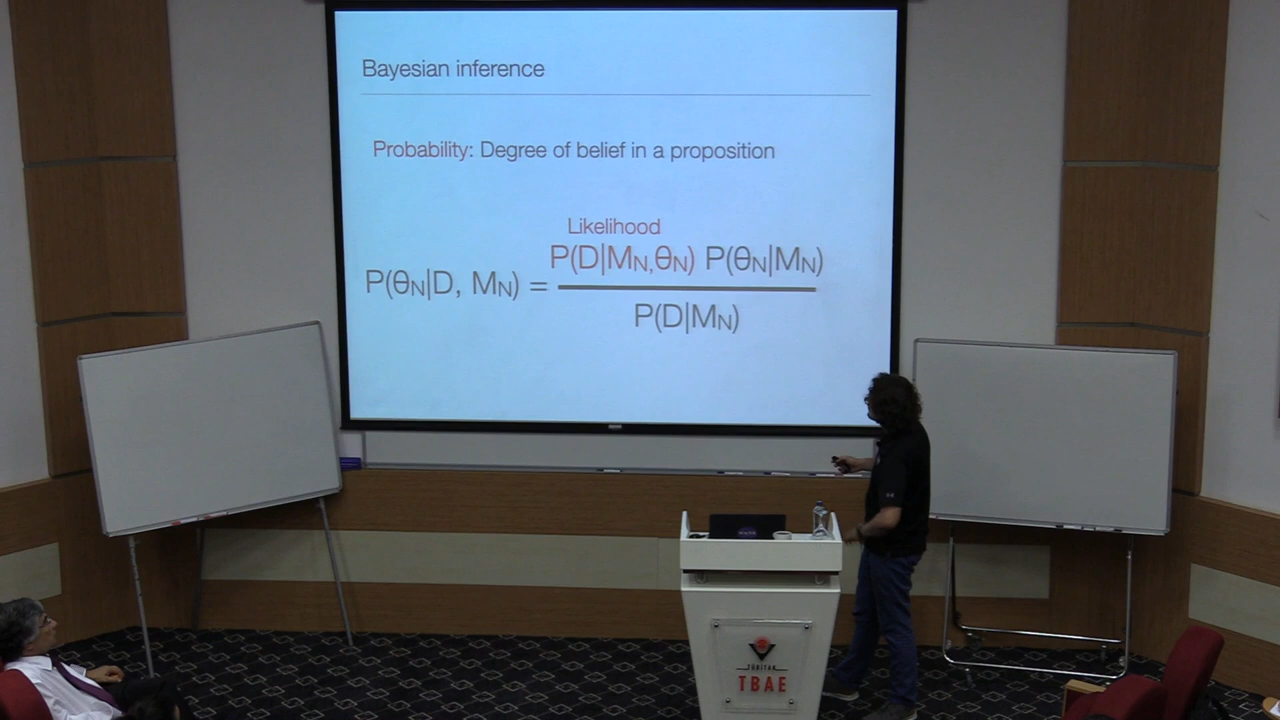 Bayesian inference
Probability: Degree of belief in a proposition
Likelihood
P(θN|D, MN) = P(D|MN,θN) P(θN|MN)
P(D|MN)
TÜBİTAK
TBAE